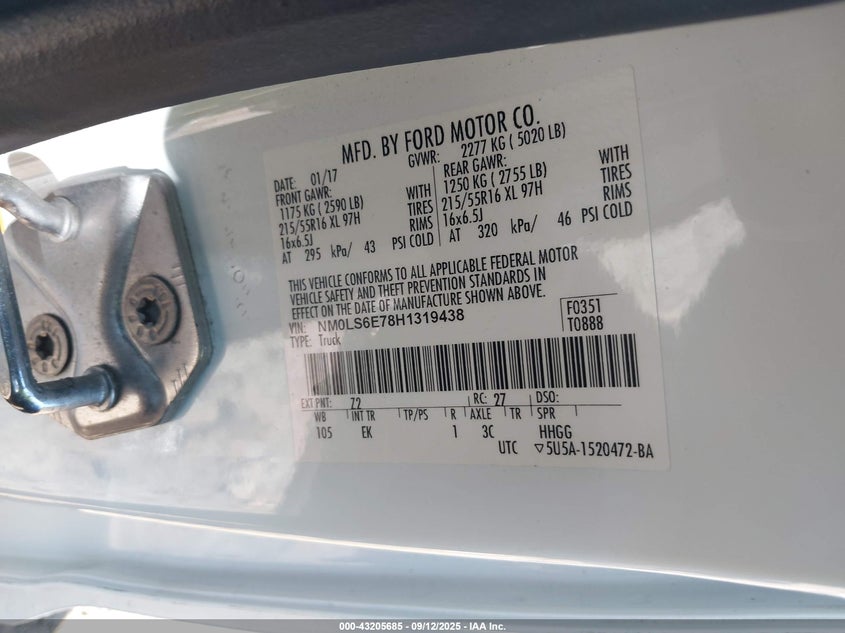 MFD. BY FORD MOTOR CO.
DATE: 01/17 GVWR: 2277 KG ( 5020 LB)
FRONT GAWR: REAR GAWR: WITH
1175 KG ( 2590 LB) WITH 1250 KG ( 2755 LB) TIRES
215/55R16 XL 97H TIRES 215/55R16 XL 97H RIMS
16x6.5J RIMS 16x6.5J
AT 295 kPa/ 43 PSI COLD AT 320 kPa/ 46 PSI COLD
THIS VEHICLE CONFORMS TO ALL APPLICABLE FEDERAL MOTOR
VEHICLE SAFETY AND THEFT PREVENTION STANDARDS IN
EFFECT ON THE DATE OF MANUFACTURE SHOWN ABOVE.
VIN: NM0LS6E78H1319438 F0351
TYPE: Truck T0888
EXT PNT: Z2 RC: 27 DSO:
WB INT TR TP/PS R AXLE TR SPR
105 EK 1 3C HHGG
UTC ▽5U5A-1520472-BA
000-43205685 - 09/12/2025 - IAA Inc.